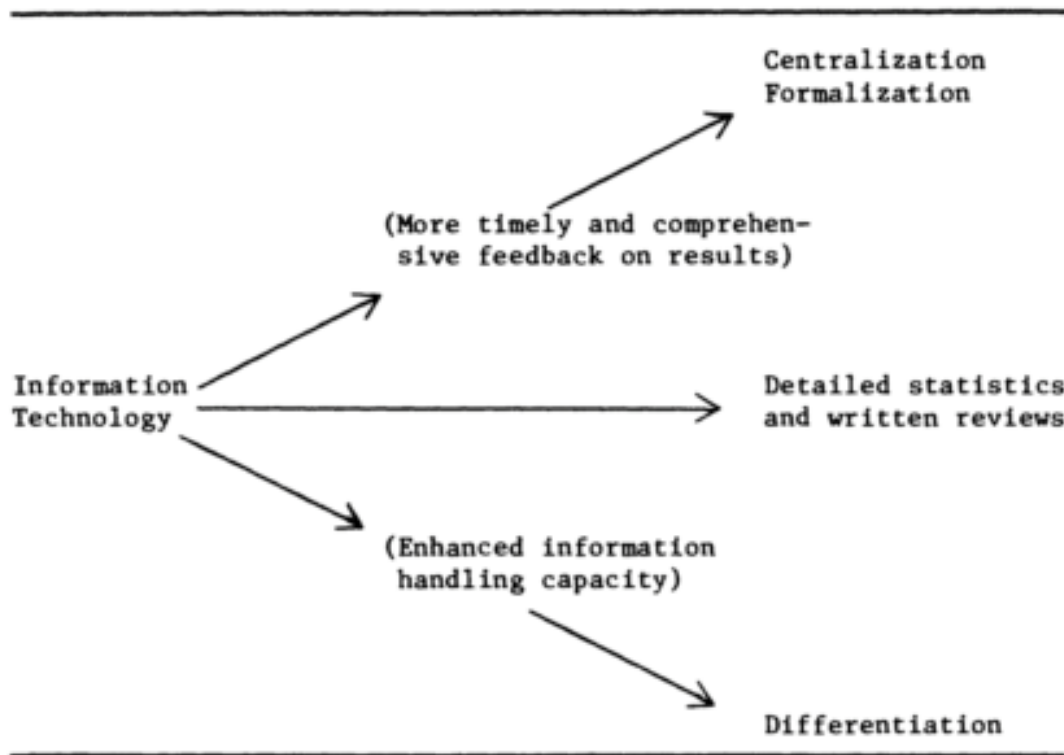 Centralization
Formalization
(More timely and comprehen-
sive feedback on results)
Information
Technology
Detailed statistics
and written reviews
(Enhanced information
handling capacity)
Differentiation